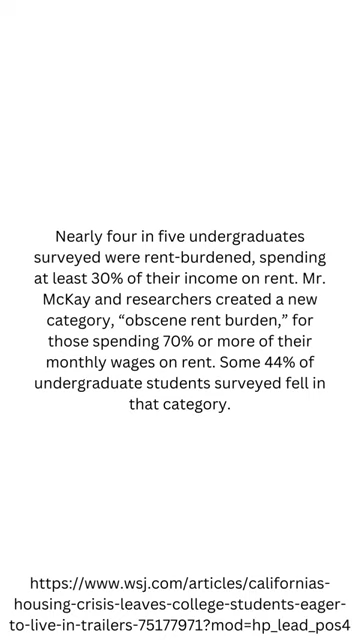 Nearly four in five undergraduates
surveyed were rent-burdened, spending
at least 30% of their income on rent. Mr.
McKay and researchers created a new
category, “obscene rent burden,” for
those spending 70% or more of their
monthly wages on rent. Some 44% of
undergraduate students surveyed fell in
that category.
https://www.wsj.com/articles/californias-
housing-crisis-leaves-college-students-eager-
to-live-in-trailers-75177971?mod=hp_lead_pos4